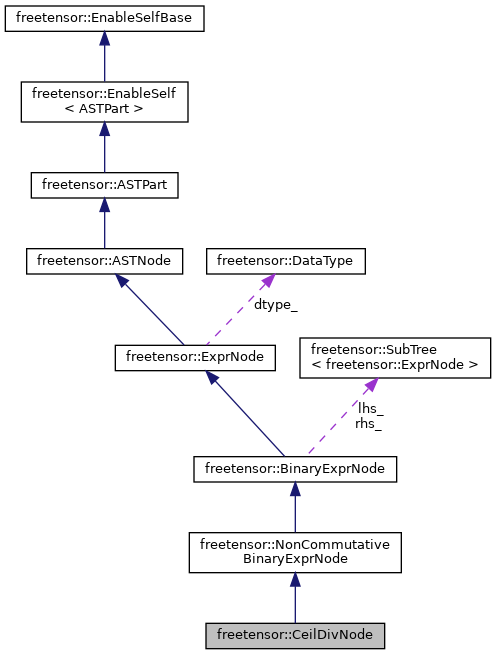 freetensor::EnableSelfBase
freetensor::EnableSelf
< ASTPart >
freetensor::ASTPart
freetensor::ASTNode
freetensor::DataType
dtype_
freetensor::ExprNode
freetensor::SubTree
< freetensor::ExprNode >
lhs_
rhs_
freetensor::BinaryExprNode
freetensor::NonCommutative
BinaryExprNode
freetensor::CeilDivNode